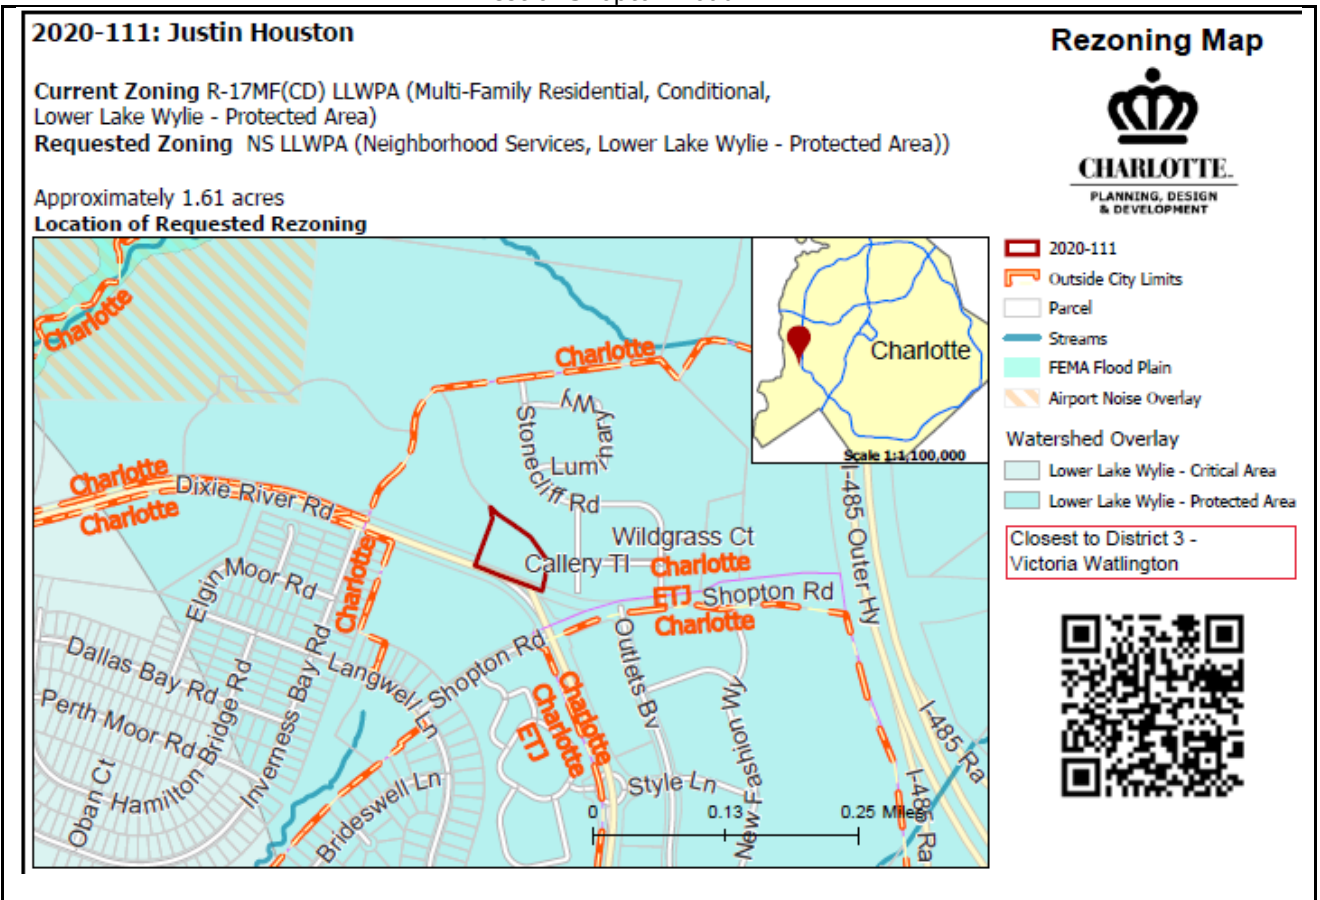 2020-111: Justin Houston
Current Zoning R-17MF(CD) LLWPA (Multi-Family Residential, Conditional,
Lower Lake Wylie - Protected Area)
Requested Zoning NS LLWPA (Neighborhood Services, Lower Lake Wylie - Protected Area))
Approximately 1.61 acres
Location of Requested Rezoning
Rezoning Map
CHARLOTTE™
PLANNING, DESIGN
& DEVELOPMENT
2020-111
Outside City Limits
Parcel
Streams
FEMA Flood Plain
Airport Noise Overlay
Watershed Overlay
Lower Lake Wylie - Critical Area
Lower Lake Wylie - Protected Area
Closest to District 3 -
Victoria Watlington
Charlotte
Scale 1:1,100,000
Charlotte
Charlotte
Charlotte
Charlotte
Dixie River Rd
Stonecliff Rd
Wy
Lum
Wildgrass Ct
Callery Tl
Charlotte
ETJ
Charlotte
Shopton Rd
I-485 Outer Hy
Charlotte
Elgin
Moor Rd
Dallas Bay Rd
Perth Moor Rd
Hamilton Bridge Rd
Inverness Bay Rd
Langwell Ln
Shopton Rd
Oban Ct
Brideswell Ln
Charlotte
Charlotte
ETJ
Outlets Bv
Style Ln
New Fashion Wy
I-485 Ra
I-485 Ra
0
0.13
0.25 Miles